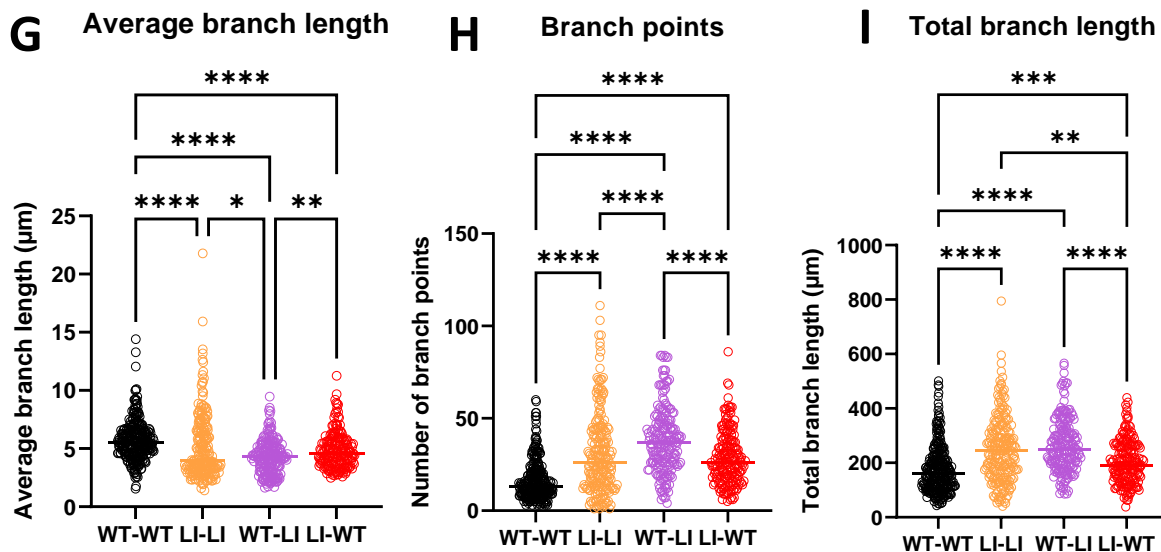 G Average branch length
****
****
**** * **
Average branch length (µm)
25
20
15
10
5
0
WT-WT LI-LI WT-LI LI-WT
H Branch points
****
****
****
**** ****
Number of branch points
150
100
50
0
WT-WT LI-LI WT-LI LI-WT
I Total branch length
***
**
****
**** ****
Total branch length (µm)
1000
800
600
400
200
0
WT-WT LI-LI WT-LI LI-WT